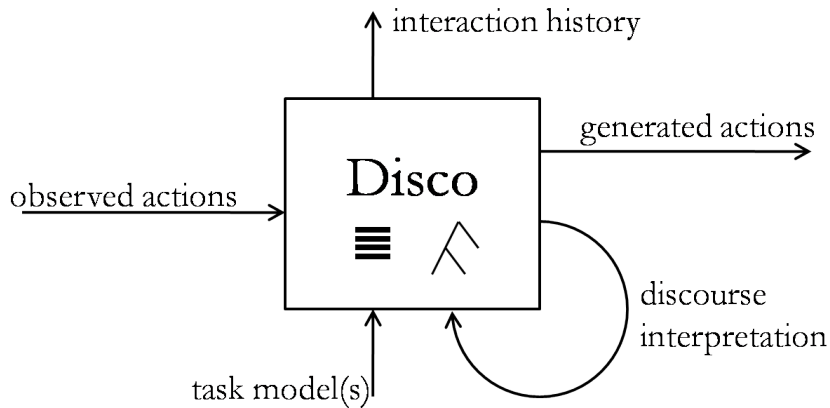 interaction history
generated actions
Disco
observed actions
discourse
interpretation
task model(s)